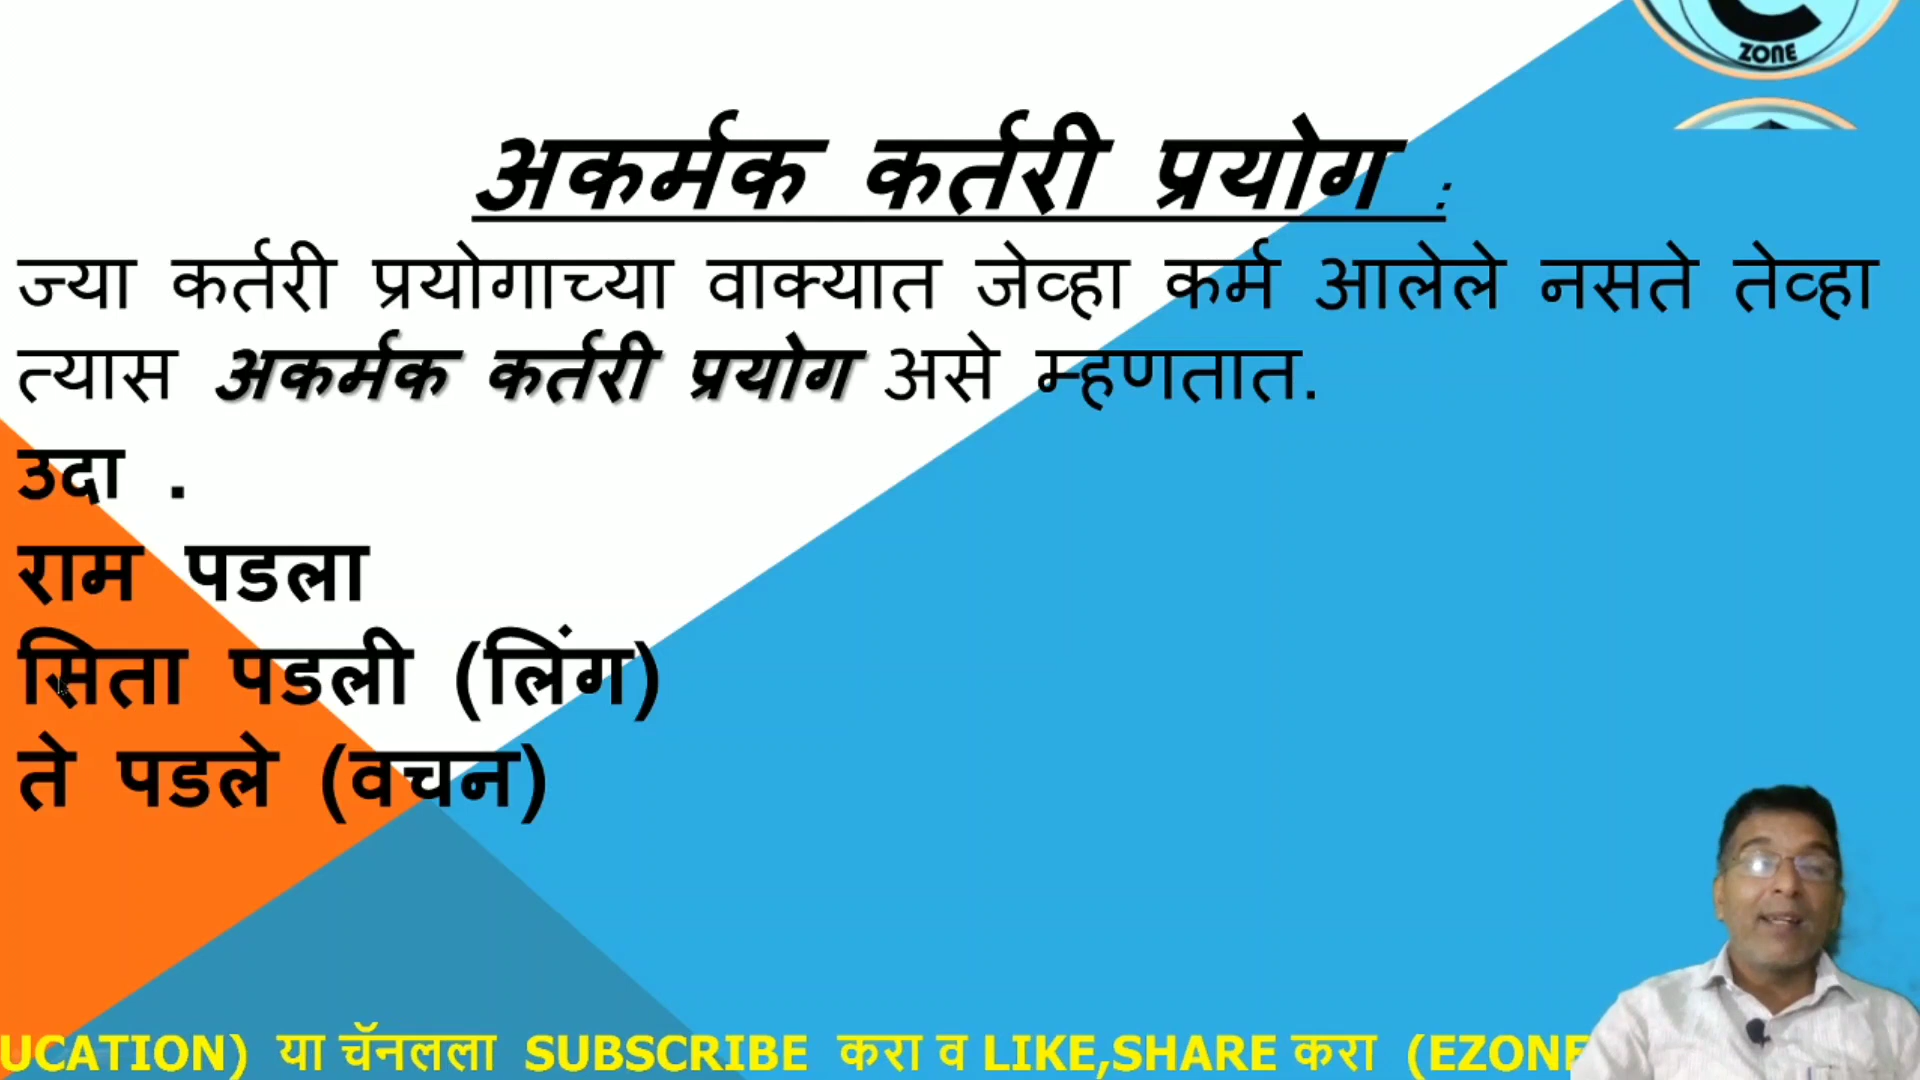 ZONE
अकर्मक कर्तरी प्रयोग :
ज्या कर्तरी प्रयोगाच्या वाक्यात जेव्हा कर्म आलेले नसते तेव्हा
त्यास अकर्मक कर्तरी प्रयोग असे म्हणतात.
उदा .
राम पडला
सिता पडली (लिंग)
ते पडले (वचन)
UCATION) या चॅनलला SUBSCRIBE करा व LIKE,SHARE करा (EZONE